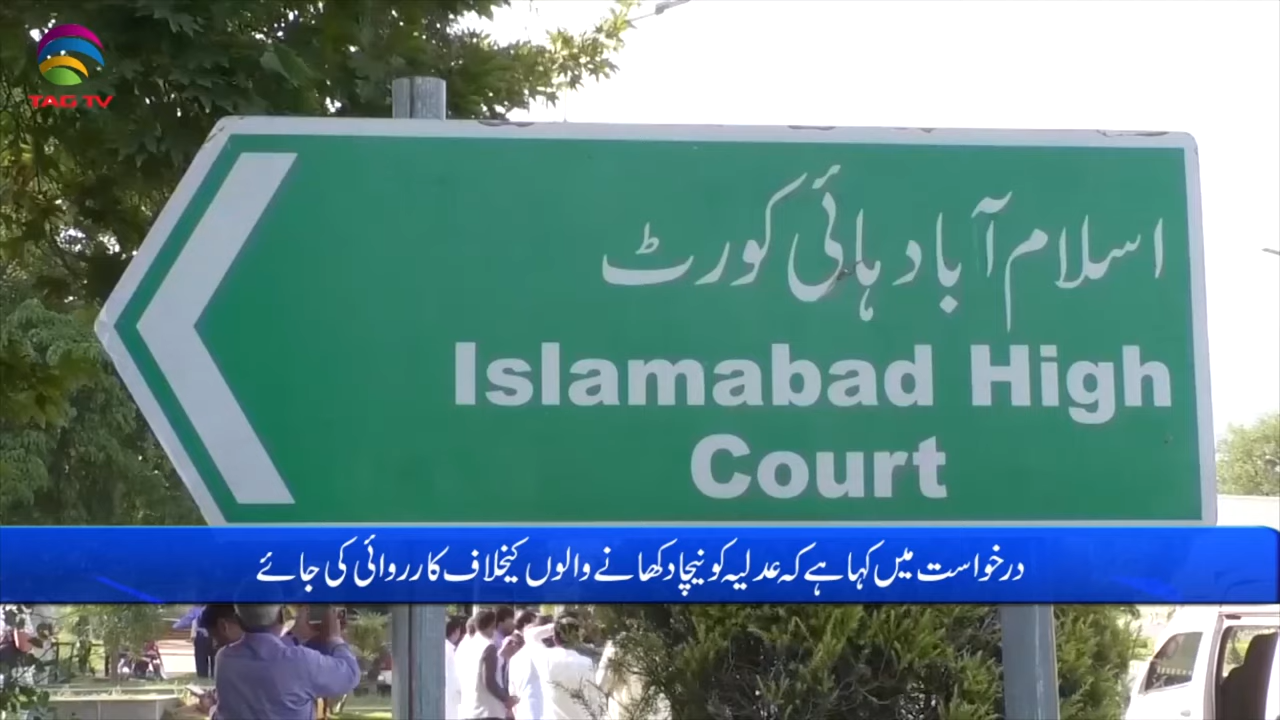 TAG TV
اسلام آباد ہائی کورٹ
Islamabad High
Court
درخواست میں کہا ہے کہ عدلیہ کو نیچا دکھانے والوں کیخلاف کارروائی کی جائے